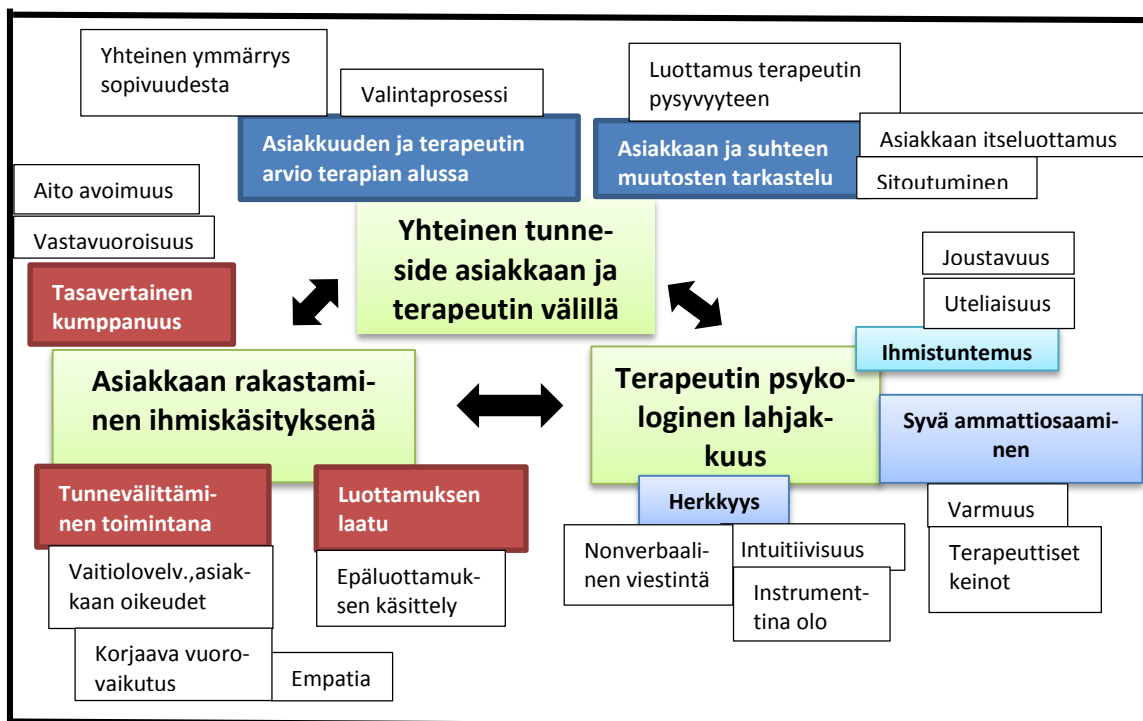 Yhteinen ymmärrys
sopivuudesta
Valintaprosessi
Asiakkuuden ja terapeutin
arvio terapian alussa
Luottamus terapeutin
pysyvyyteen
Asiakkaan ja suhteen
muutosten tarkastelu
Asiakkaan itseluottamus
Sitoutuminen
Aito avoimuus
Vastavuoroisuus
Tasavertainen
kumppanuus
Yhteinen tunne-
side asiakkaan ja
terapeutin välillä
Joustavuus
Uteliaisuus
Ihmistuntemus
Asiakkaan rakastami-
nen ihmiskäsityksenä
Terapeutin psyko-
loginen lahjak-
kuus
Syvä ammattiosaami-
nen
Tunnevälittämi-
nen toimintana
Luottamuksen
laatu
Herkkyys
Varmuus
Terapeuttiset
keinot
Vaitiolovelv.,asiak-
kaan oikeudet
Epäluottamuk-
sen käsittely
Nonverbaali-
nen viestintä
Intuitiivisuus
Instrument-
tina olo
Korjaava vuoro-
vaikutus
Empatia